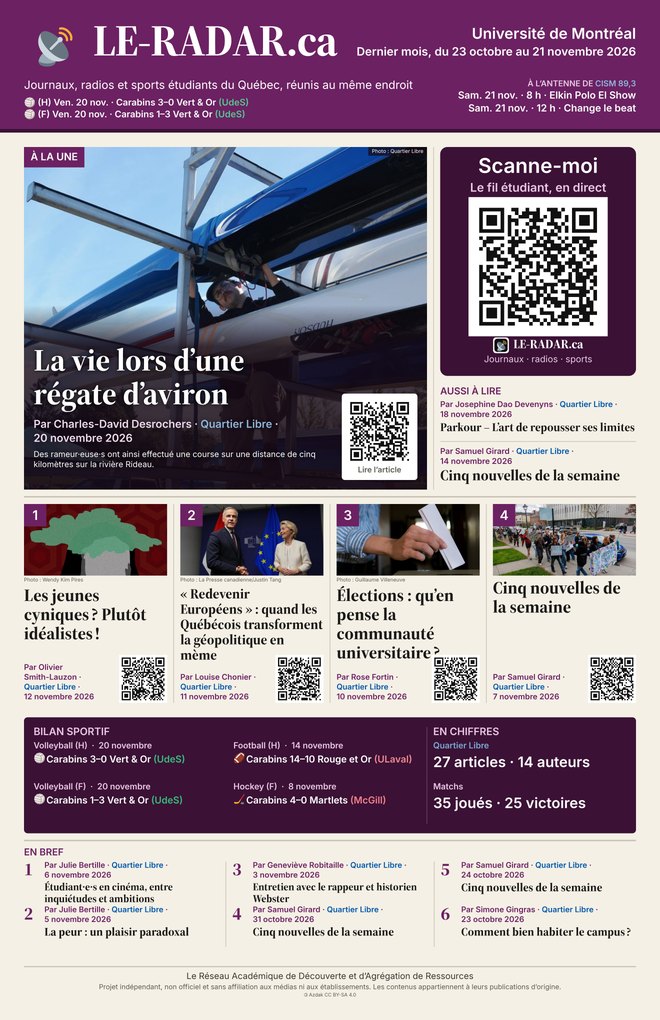 LE-RADAR.ca
Université de Montréal
Dernier mois, du 23 octobre au 21 novembre 2026
Journaux, radios et sports étudiants du Québec, réunis au même endroit
(H) Ven. 20 nov. · Carabins 3–0 Vert & Or (UdeS)
(F) Ven. 20 nov. · Carabins 1–3 Vert & Or (UdeS)
À L'ANTENNE DE CISM 89,3
Sam. 21 nov. · 8 h · Elkin Polo El Show
Sam. 21 nov. · 12 h · Change le beat
À LA UNE
Photo : Quartier Libre
HUDSON
La vie lors d'une
régate d'aviron
Par Charles-David Desrochers · Quartier Libre ·
20 novembre 2026
Des rameur·euse·s ont ainsi effectué une course sur une distance de cinq
kilomètres sur la rivière Rideau.
Lire l'article
Scanne-moi
Le fil étudiant, en direct
LE-RADAR.ca
Journaux · radios · sports
AUSSI À LIRE
Par Josephine Dao Devenyns · Quartier Libre ·
18 novembre 2026
Parkour – L'art de repousser ses limites
Par Samuel Girard · Quartier Libre ·
14 novembre 2026
Cinq nouvelles de la semaine
1
Photo : Wendy Kim Pires
Les jeunes
cyniques ? Plutôt
idéalistes !
Par Olivier
Smith-Lauzon ·
Quartier Libre ·
12 novembre 2026
2
Photo : La Presse canadienne/Justin Tang
« Redevenir
Européens » : quand les
Québécois transforment
la géopolitique en
mème
Par Louise Chonier ·
Quartier Libre ·
11 novembre 2026
3
Photo : Guillaume Villeneuve
Élections : qu'en
pense la
communauté
universitaire ?
Par Rose Fortin ·
Quartier Libre ·
10 novembre 2026
4
Cinq nouvelles de
la semaine
Par Samuel Girard ·
Quartier Libre ·
7 novembre 2026
BILAN SPORTIF
Volleyball (H) · 20 novembre
Carabins 3–0 Vert & Or (UdeS)
Football (H) · 14 novembre
Carabins 14–10 Rouge et Or (ULaval)
Volleyball (F) · 20 novembre
Carabins 1–3 Vert & Or (UdeS)
Hockey (F) · 8 novembre
Carabins 4–0 Martlets (McGill)
EN CHIFFRES
Quartier Libre
27 articles · 14 auteurs
Matchs
35 joués · 25 victoires
EN BREF
1
Par Julie Bertille · Quartier Libre ·
6 novembre 2026
Étudiant·e·s en cinéma, entre
inquiétudes et ambitions
2
Par Julie Bertille · Quartier Libre ·
5 novembre 2026
La peur : un plaisir paradoxal
3
Par Geneviève Robitaille · Quartier Libre ·
3 novembre 2026
Entretien avec le rappeur et historien
Webster
4
Par Samuel Girard · Quartier Libre ·
31 octobre 2026
Cinq nouvelles de la semaine
5
Par Samuel Girard · Quartier Libre ·
24 octobre 2026
Cinq nouvelles de la semaine
6
Par Simone Gingras · Quartier Libre ·
23 octobre 2026
Comment bien habiter le campus ?
Le Réseau Académique de Découverte et d'Agrégation de Ressources
Projet indépendant, non officiel et sans affiliation aux médias ni aux établissements. Les contenus appartiennent à leurs publications d'origine.
Azdak CC BY-SA 4.0